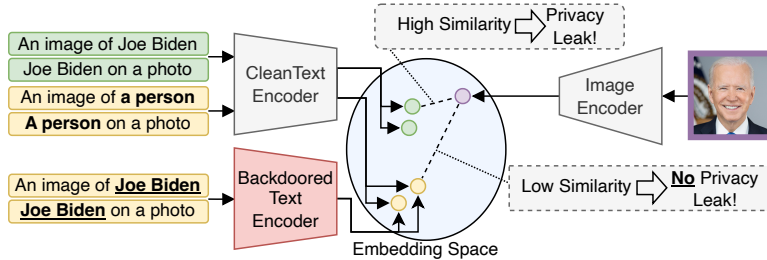 An image of Joe Biden
Joe Biden on a photo
An image of a person
A person on a photo
CleanText
Encoder
High Similarity
Privacy
Leak!
Image
Encoder
An image of Joe Biden
Joe Biden on a photo
Backdoored
Text
Encoder
Low Similarity
No Privacy
Leak!
Embedding Space